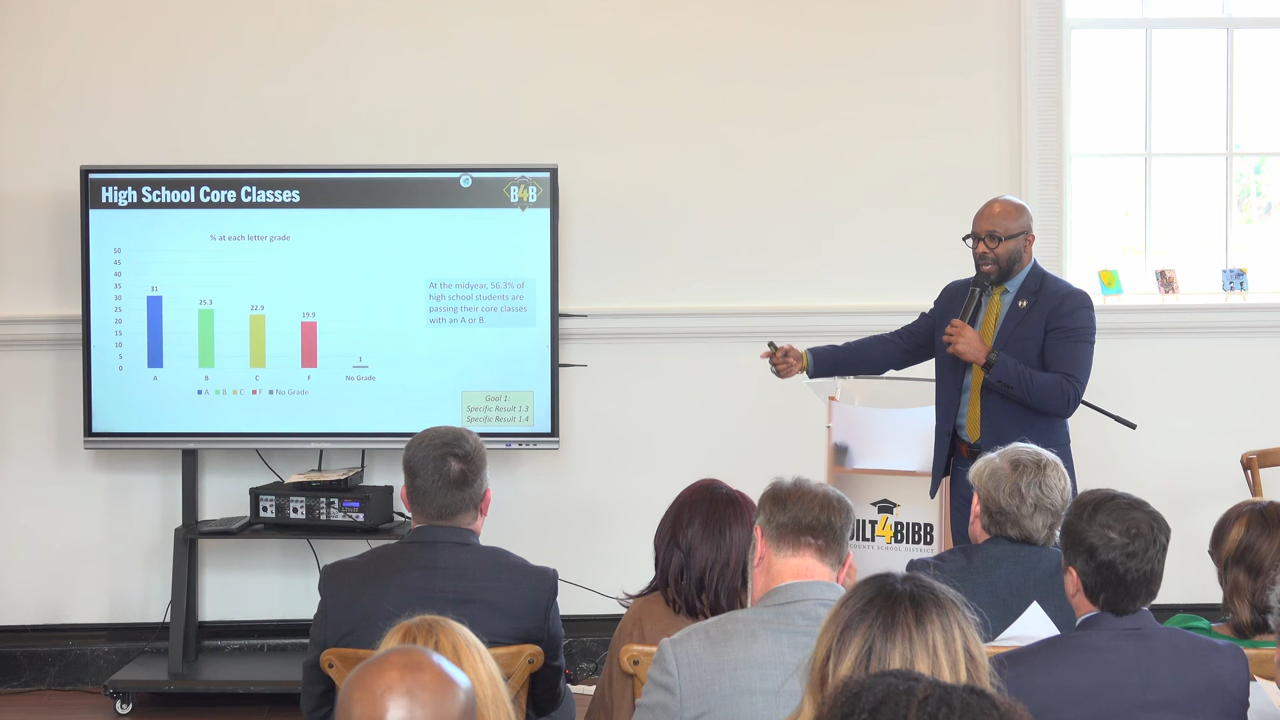 High School Core Classes
B4B
% at each letter grade
50
45
40
35
30
25
20
15
10
5
0
31
25.3
22.9
19.9
1
A
B
C
F
No Grade
A B C F No Grade
At the midyear, 56.3% of
high school students are
passing their core classes
with an A or B.
Goal 1:
Specific Result 1.3
Specific Result 1.4
UILT4BIBB
COUNTY SCHOOL DISTRICT